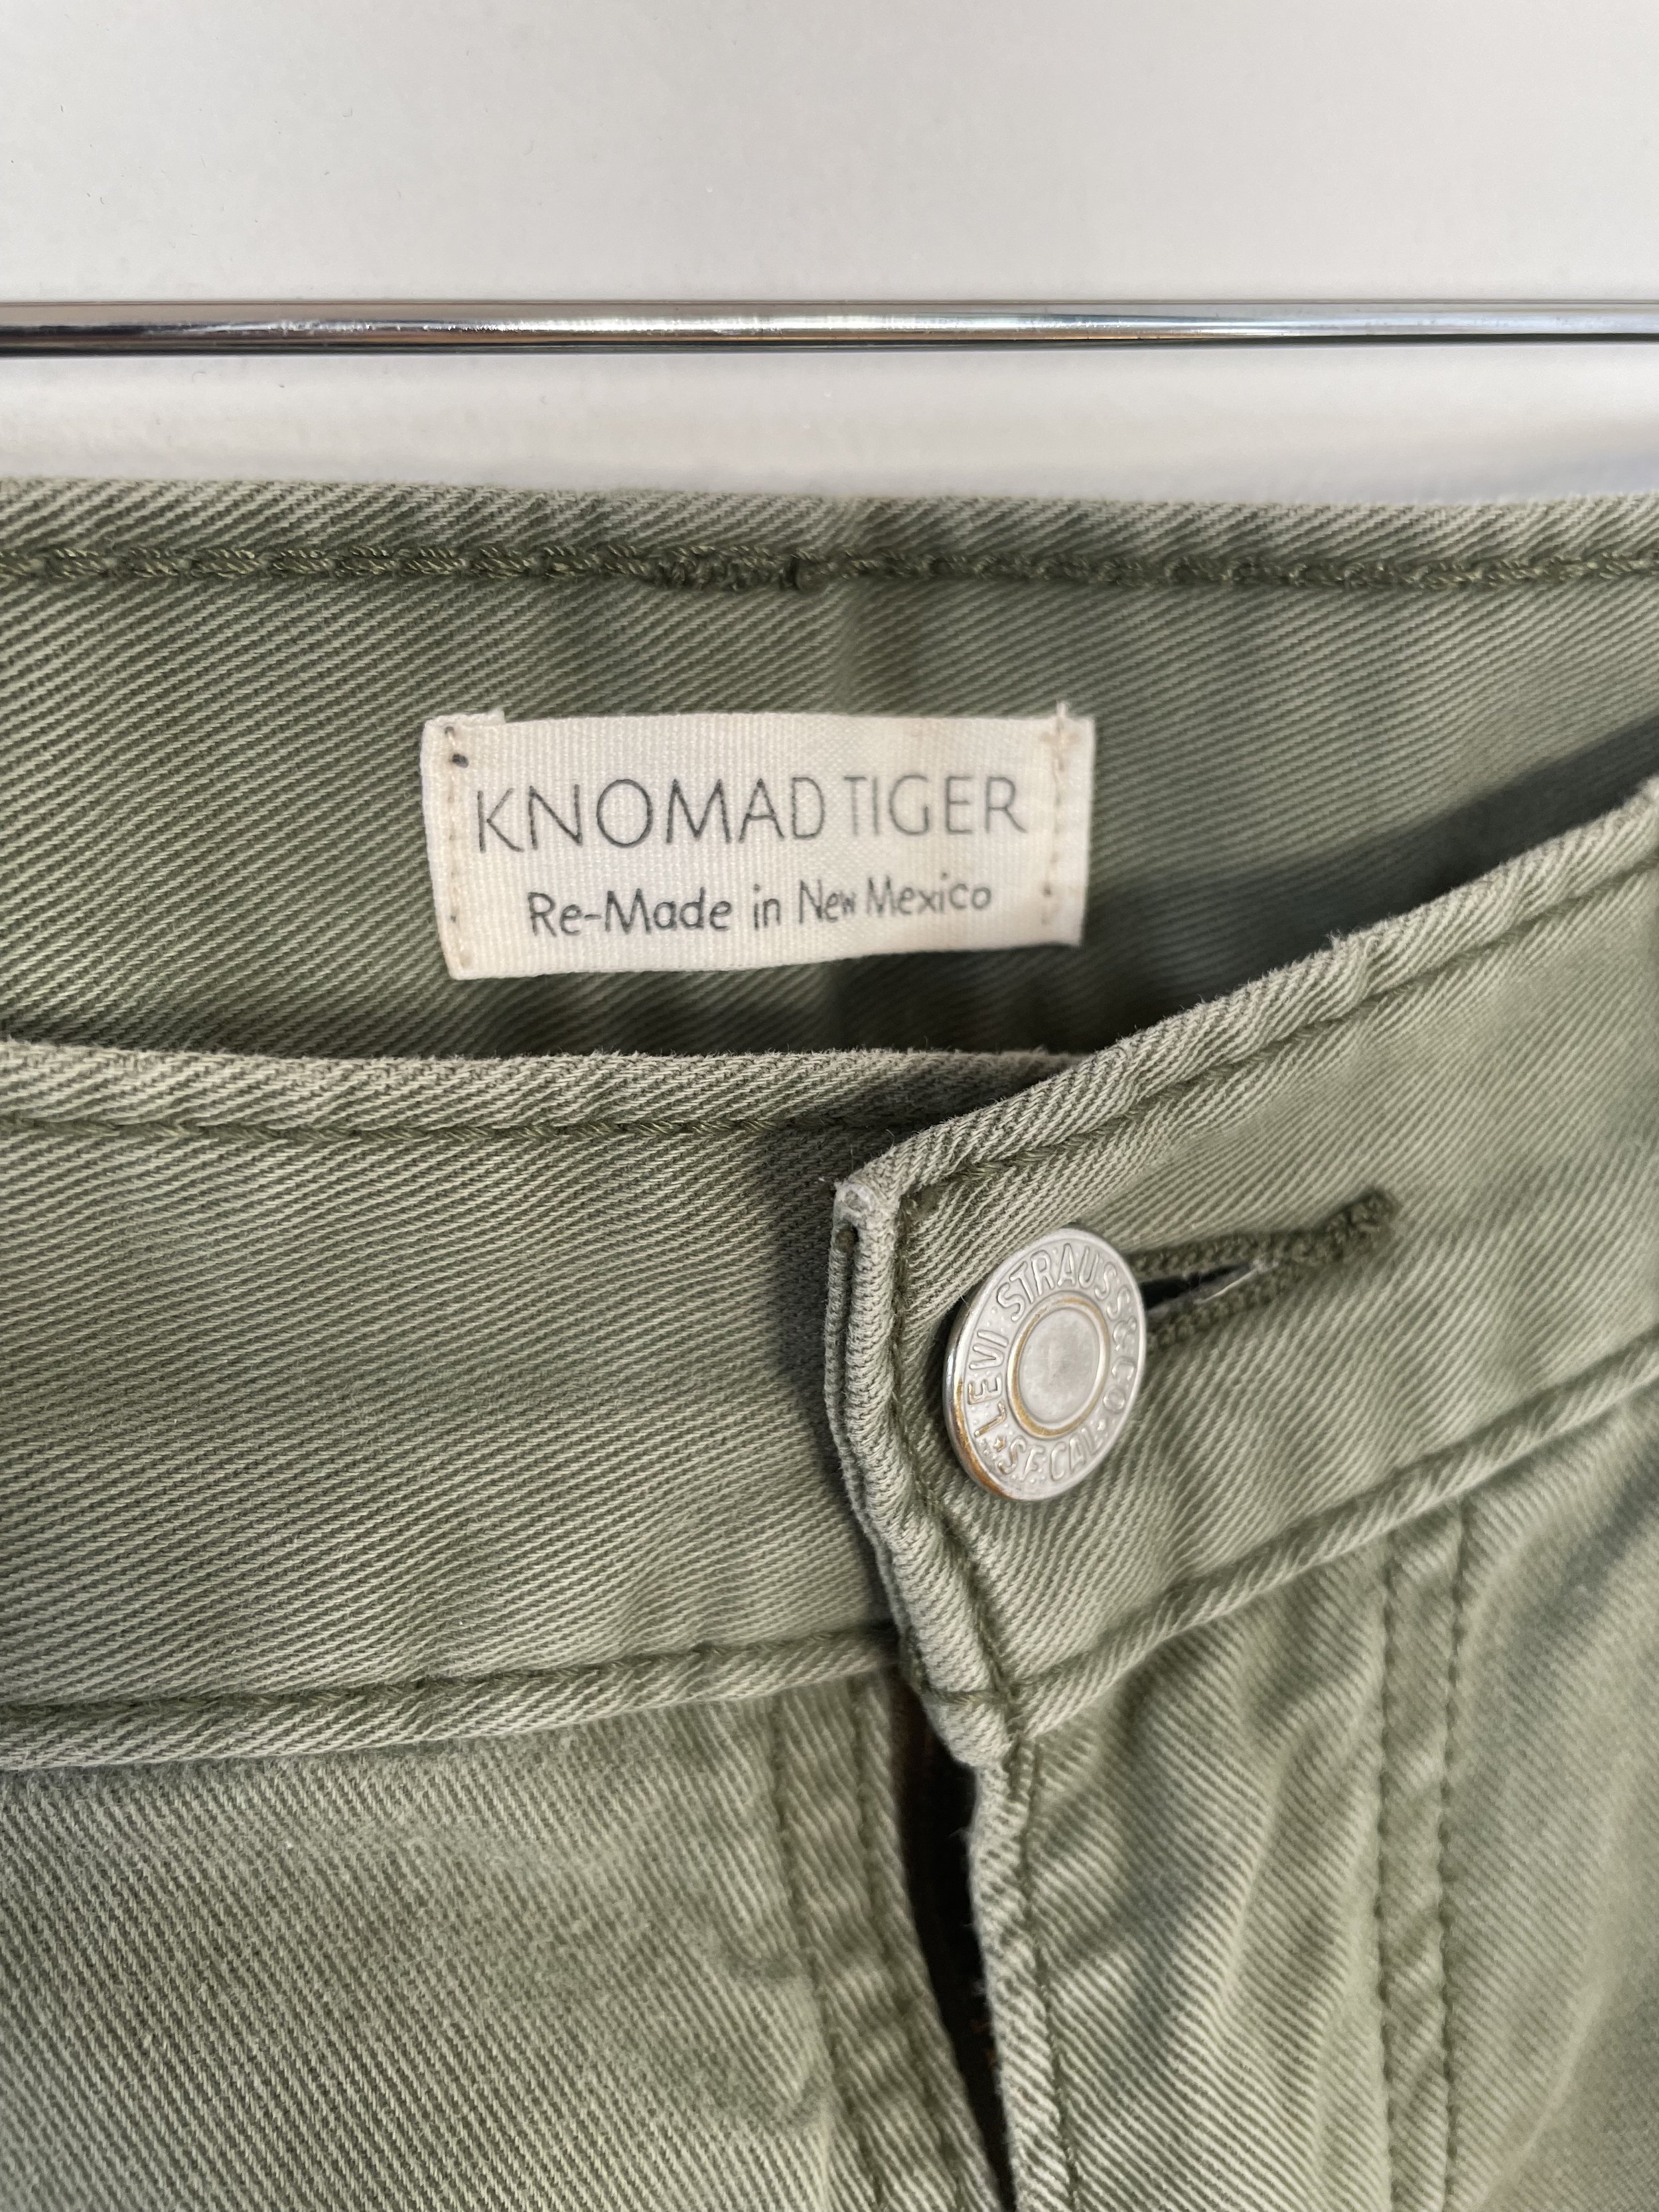 KNOMAD TIGER
Re-Made in New Mexico
LEVI STRAUSS & CO. S.F. CAL.